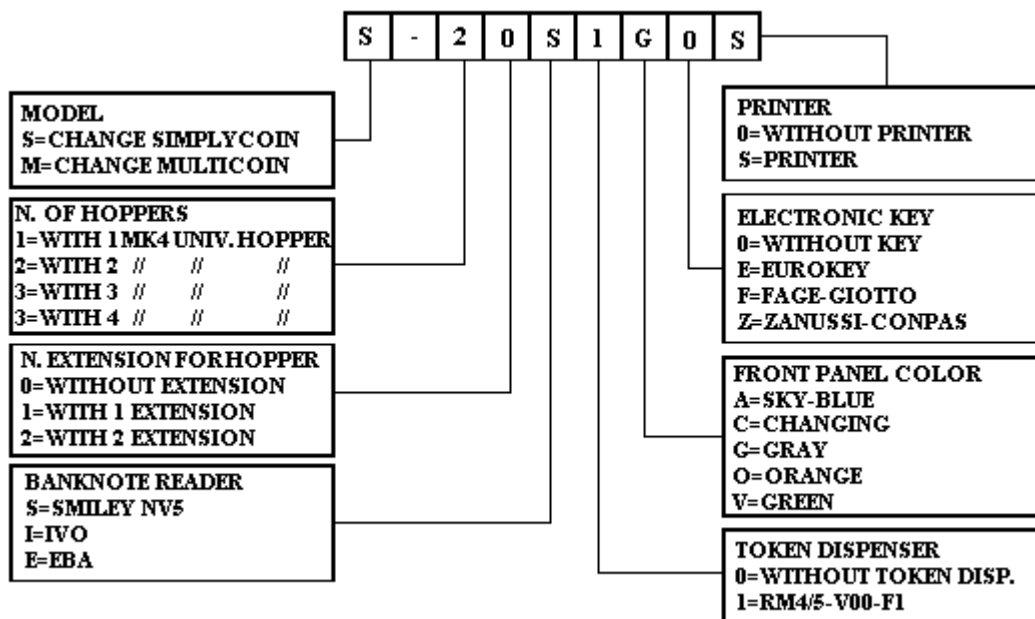 S - 2 0 S 1 G 0 S
MODEL
S=CHANGE SIMPLYCOIN
M=CHANGE MULTICOIN
N. OF HOPPERS
1=WITH 1 MK4 UNIV. HOPPER
2=WITH 2 // // //
3=WITH 3 // // //
3=WITH 4 // // //
N. EXTENSION FOR HOPPER
0=WITHOUT EXTENSION
1=WITH 1 EXTENSION
2=WITH 2 EXTENSION
BANKNOTE READER
S=SMILEY NV5
I=IVO
E=EBA
PRINTER
0=WITHOUT PRINTER
S=PRINTER
ELECTRONIC KEY
0=WITHOUT KEY
E=EUROKEY
F=FAGE-GIOTTO
Z=ZANUSSI-CONPAS
FRONT PANEL COLOR
A=SKY-BLUE
C=CHANGING
G=GRAY
O=ORANGE
V=GREEN
TOKEN DISPENSER
0=WITHOUT TOKEN DISP.
1=RM4/5-V00-F1